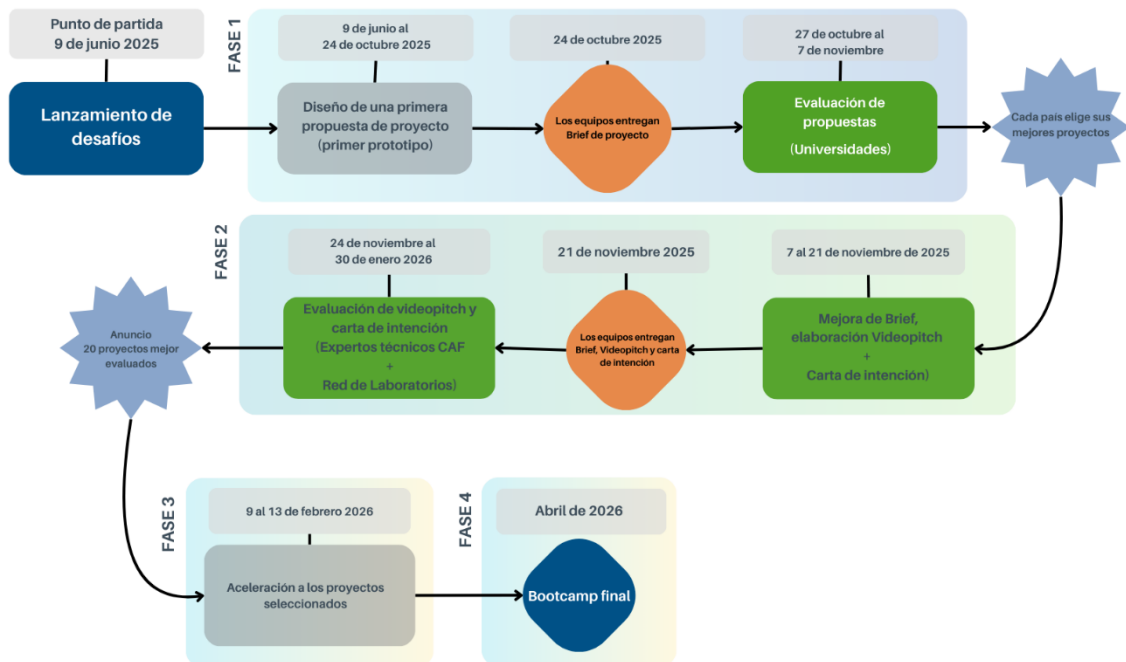 Punto de partida
9 de junio 2025
Lanzamiento de
desafíos
FASE 1
9 de junio al
24 de octubre 2025
Diseño de una primera
propuesta de proyecto
(primer prototipo)
24 de octubre 2025
Los equipos entregan
Brief de proyecto
27 de octubre al
7 de noviembre
Evaluación de
propuestas
(Universidades)
Cada país elige sus
mejores proyectos
FASE 2
7 al 21 de noviembre de 2025
Mejora de Brief,
elaboración Videopitch
+
Carta de intención)
21 de noviembre 2025
Los equipos entregan
Brief, Videopitch y carta
de intención
24 de noviembre al
30 de enero 2026
Evaluación de videopitch y
carta de intención
(Expertos técnicos CAF
+
Red de Laboratorios)
Anuncio
20 proyectos mejor
evaluados
FASE 3
9 al 13 de febrero 2026
Aceleración a los proyectos
seleccionados
FASE 4
Abril de 2026
Bootcamp final